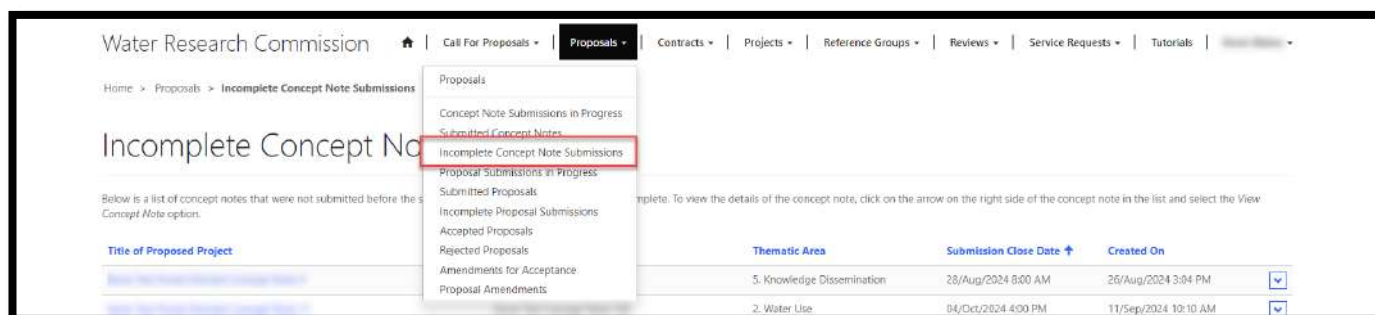 Water Research Commission | Call For Proposals | Proposals | Contracts | Projects | Reference Groups | Reviews | Service Requests | Tutorials |
Home > Proposals > Incomplete Concept Note Submissions
Proposals
Concept Note Submissions in Progress
Submitted Concept Notes
Incomplete Concept Note Submissions
Proposal Submissions in Progress
Submitted Proposals
Incomplete Proposal Submissions
Accepted Proposals
Rejected Proposals
Amendments for Acceptance
Proposal Amendments
Incomplete Concept
Below is a list of concept notes that were not submitted before the To view the details of the concept note, click on the arrow on the right side of the concept note in the list and select the View
Concept Note option.
Title of Proposed Project Thematic Area Submission Close Date ↑ Created On
5. Knowledge Dissemination 28/Aug/2024 8:00 AM 26/Aug/2024 3:04 PM
2. Water Use 04/Oct/2024 4:00 PM 11/Sep/2024 10:10 AM